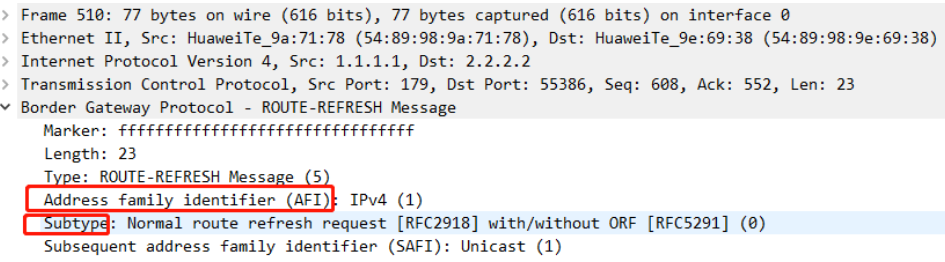 Frame 510: 77 bytes on wire (616 bits), 77 bytes captured (616 bits) on interface 0
Ethernet II, Src: HuaweiTe_9a:71:78 (54:89:98:9a:71:78), Dst: HuaweiTe_9e:69:38 (54:89:98:9e:69:38)
Internet Protocol Version 4, Src: 1.1.1.1, Dst: 2.2.2.2
Transmission Control Protocol, Src Port: 179, Dst Port: 55386, Seq: 608, Ack: 552, Len: 23
Border Gateway Protocol - ROUTE-REFRESH Message
Marker: ffffffffffffffffffffffffffffffff
Length: 23
Type: ROUTE-REFRESH Message (5)
Address family identifier (AFI): IPv4 (1)
Subtype: Normal route refresh request [RFC2918] with/without ORF [RFC5291] (0)
Subsequent address family identifier (SAFI): Unicast (1)